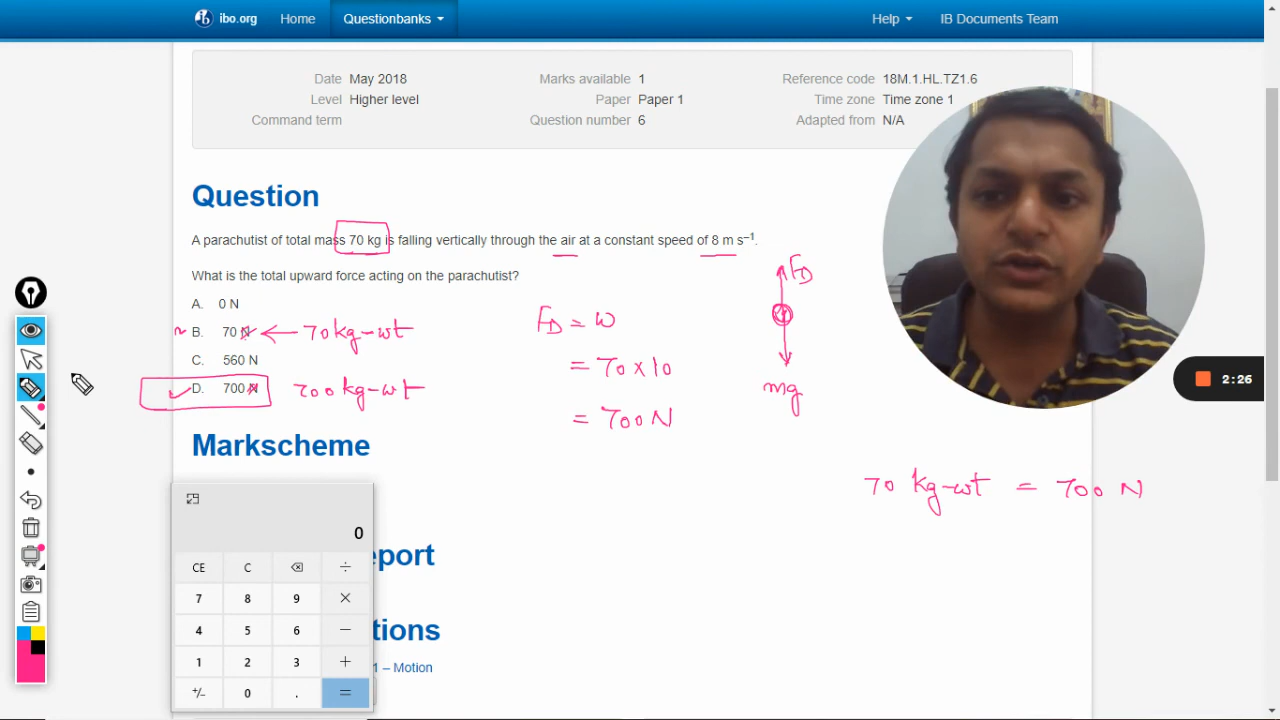 ibo.org Home Questionbanks Help IB Documents Team
Date May 2018 Marks available 1 Reference code 18M.1.HL.TZ1.6
Level Higher level Paper Paper 1 Time zone Time zone 1
Command term Question number 6 Adapted from N/A
Question
A parachutist of total mass 70 kg is falling vertically through the air at a constant speed of 8 m s⁻¹.
What is the total upward force acting on the parachutist?
A. 0 N
B. 70 N ← 70 kg-wt
C. 560 N
D. 700 N 700 kg-wt
F_D = W
= 70 × 10
= 700 N
F_D
mg
2:26
Markscheme
70 kg-wt = 700 N
0
CE C ⌫ ÷
7 8 9 ×
4 5 6 −
1 2 3 +
+/- 0 . =
eport
tions
1 – Motion